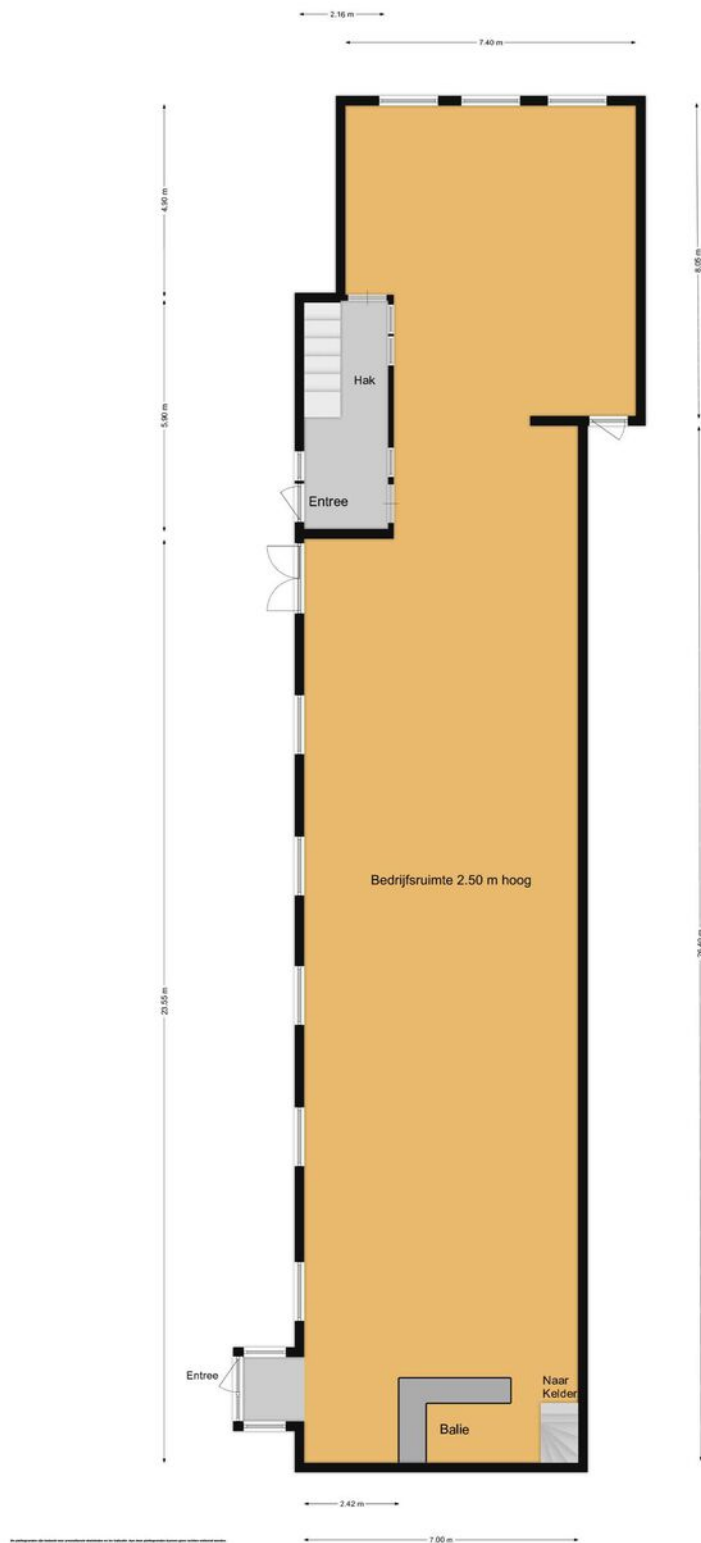 2.16 m
7.40 m
4.90 m
8.05 m
Hak
5.90 m
Entree
Bedrijfsruimte 2.50 m hoog
23.55 m
Entree
Naar
Kelder
Balie
2.42 m
7.00 m